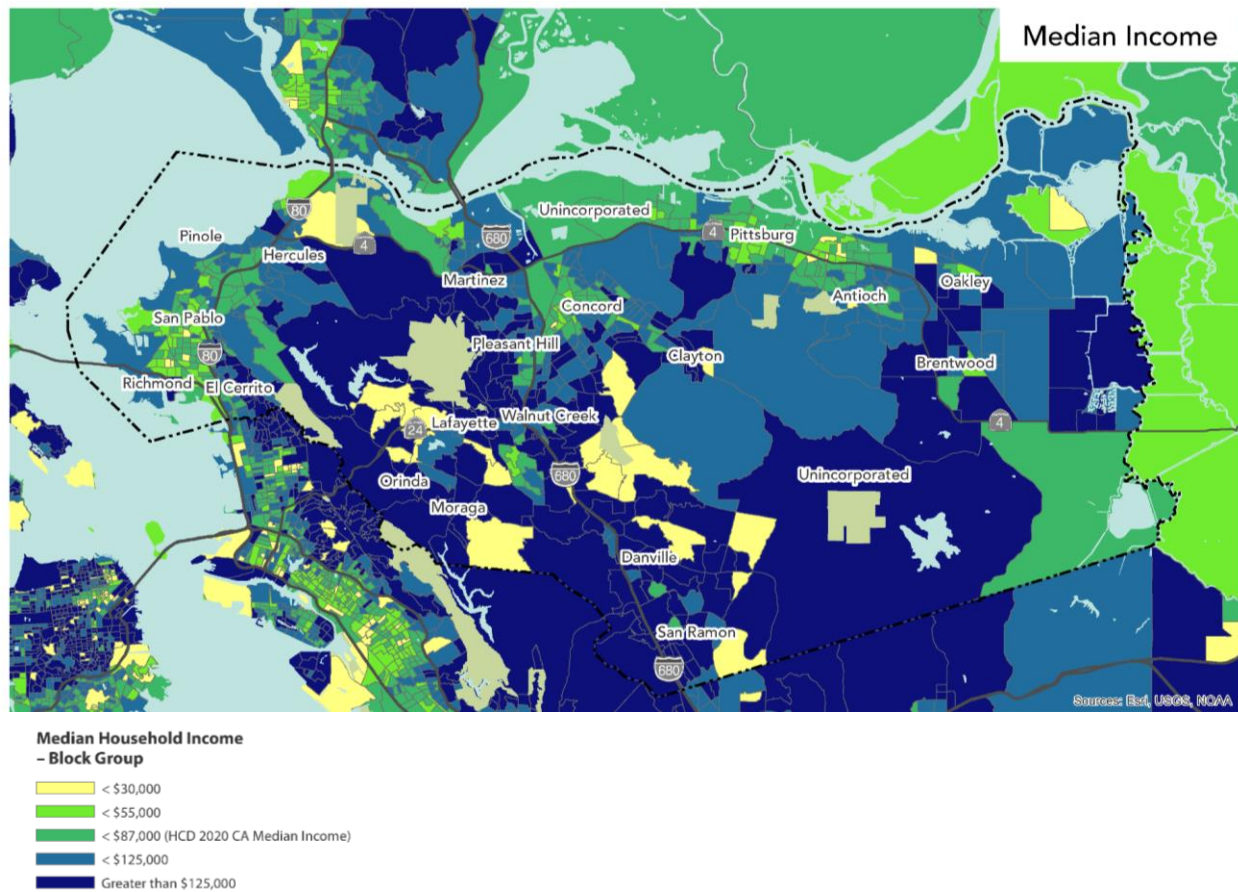 Median Income
80
Unincorporated
680
4
Pittsburg
Pinole
Hercules
4
Martinez
Concord
Antioch
Oakley
San Pablo
80
Pleasant Hill
Clayton
Brentwood
Richmond
El Cerrito
Walnut Creek
Lafayette
24
4
Orinda
680
Unincorporated
Moraga
Danville
San Ramon
680
Sources: Esri, USGS, NOAA
Median Household Income
– Block Group
< $30,000
< $55,000
< $87,000 (HCD 2020 CA Median Income)
< $125,000
Greater than $125,000